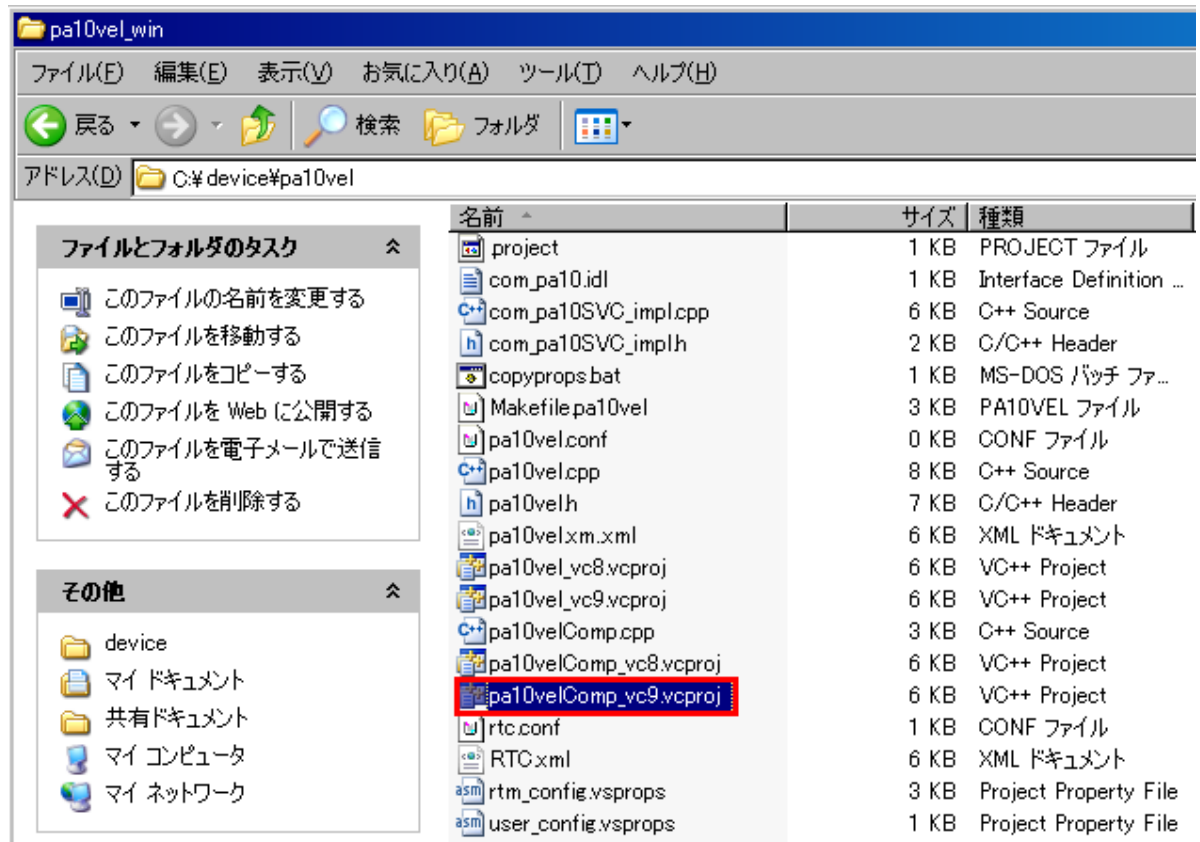 pa10vel_win
ファイル(F) 編集(E) 表示(V) お気に入り(A) ツール(T) ヘルプ(H)
戻る 検索 フォルダ
アドレス(D) C:¥device¥pa10vel
ファイルとフォルダのタスク
このファイルの名前を変更する
このファイルを移動する
このファイルをコピーする
このファイルを Web に公開する
このファイルを電子メールで送信
する
このファイルを削除する
その他
device
マイ ドキュメント
共有ドキュメント
マイ コンピュータ
マイ ネットワーク
名前 サイズ 種類
.project 1 KB PROJECT ファイル
com_pa10.idl 1 KB Interface Definition ...
com_pa10SVC_impl.cpp 6 KB C++ Source
com_pa10SVC_impl.h 2 KB C/C++ Header
copyprops.bat 1 KB MS-DOS バッチ ファ...
Makefile.pa10vel 3 KB PA10VEL ファイル
pa10vel.conf 0 KB CONF ファイル
pa10vel.cpp 8 KB C++ Source
pa10vel.h 7 KB C/C++ Header
pa10vel.xm.xml 6 KB XML ドキュメント
pa10vel_vc8.vcproj 6 KB VC++ Project
pa10vel_vc9.vcproj 6 KB VC++ Project
pa10velComp.cpp 3 KB C++ Source
pa10velComp_vc8.vcproj 6 KB VC++ Project
pa10velComp_vc9.vcproj 6 KB VC++ Project
rtc.conf 1 KB CONF ファイル
RTC.xml 6 KB XML ドキュメント
rtm_config.vsprops 3 KB Project Property File
user_config.vsprops 1 KB Project Property File